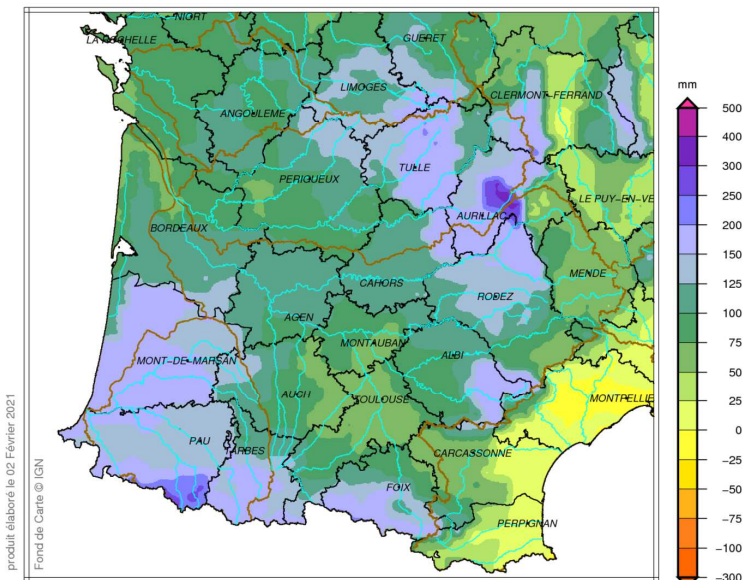 NIORT
LA ROCHELLE
GUERET
LIMOGES
CLERMONT-FERRAND
ANGOULEME
TULLE
PERIGUEUX
LE PUY-EN-VE
AURILLAC
BORDEAUX
MENDE
CAHORS
RODEZ
AGEN
MONTAUBAN
ALBI
MONT-DE-MARSAN
AUCH
TOULOUSE
MONTPELLIE
PAU
TARBES
CARCASSONNE
FOIX
PERPIGNAN
mm
500
400
300
200
150
125
100
75
50
25
0
-25
-50
-75
-100
-300
produit élaboré le 02 Février 2021
Fond de Carte © IGN